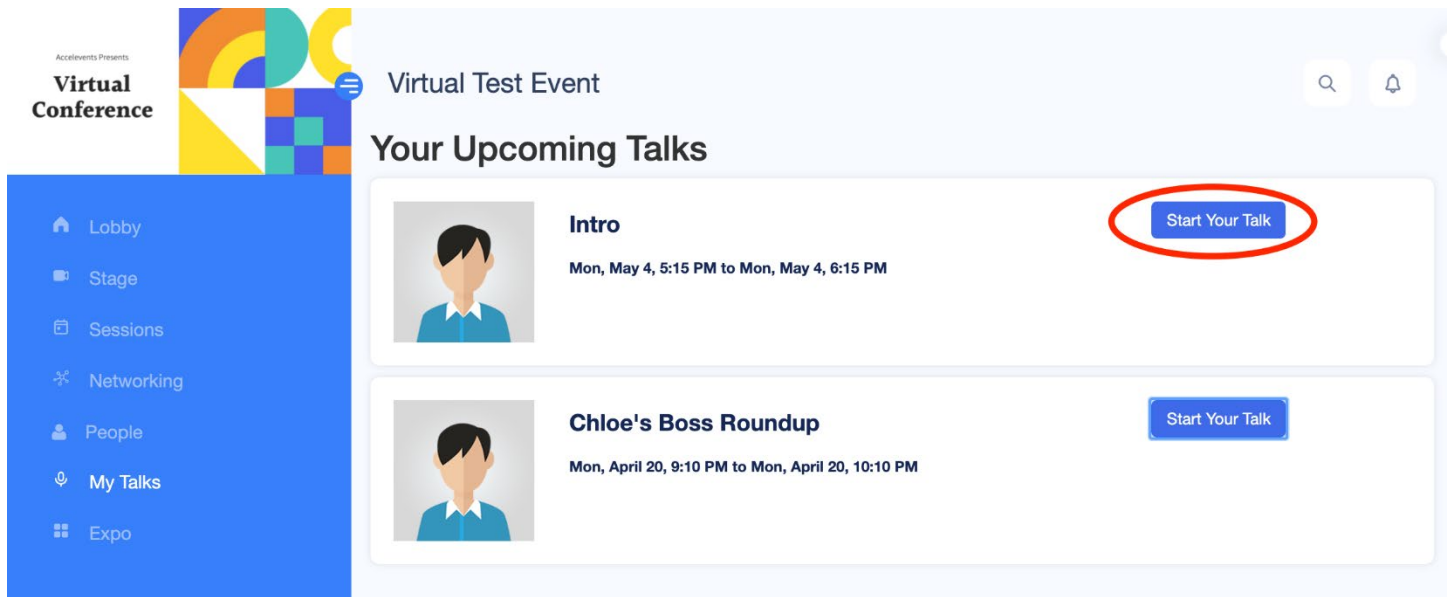 Accelevents Presents
Virtual
Conference
Virtual Test Event
Your Upcoming Talks
Lobby
Stage
Sessions
Networking
People
My Talks
Expo
Intro
Start Your Talk
Mon, May 4, 5:15 PM to Mon, May 4, 6:15 PM
Chloe's Boss Roundup
Start Your Talk
Mon, April 20, 9:10 PM to Mon, April 20, 10:10 PM